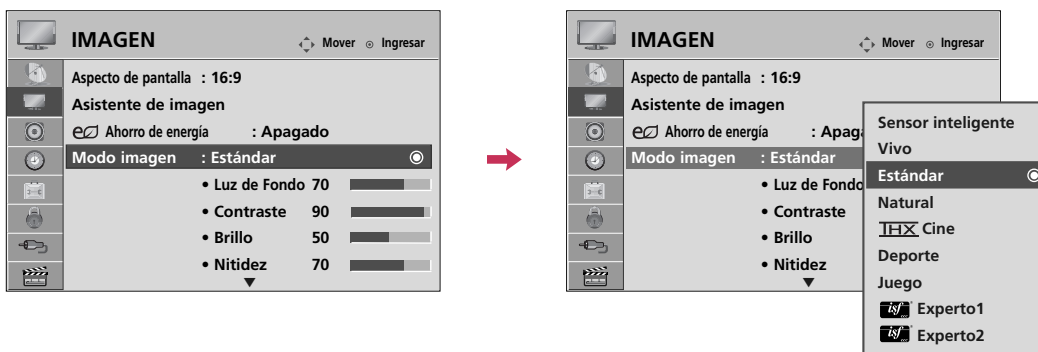 IMAGEN
Mover Ingresar
Aspecto de pantalla : 16:9
Asistente de imagen
Ahorro de energía : Apagado
Modo imagen : Estándar
• Luz de Fondo 70
• Contraste 90
• Brillo 50
• Nitidez 70
IMAGEN
Mover Ingresar
Aspecto de pantalla : 16:9
Asistente de imagen
Ahorro de energía : Apaga
Modo imagen : Estándar
• Luz de Fondo
• Contraste
• Brillo
• Nitidez
Sensor inteligente
Vivo
Estándar
Natural
THX Cine
Deporte
Juego
isf Experto1
isf Experto2